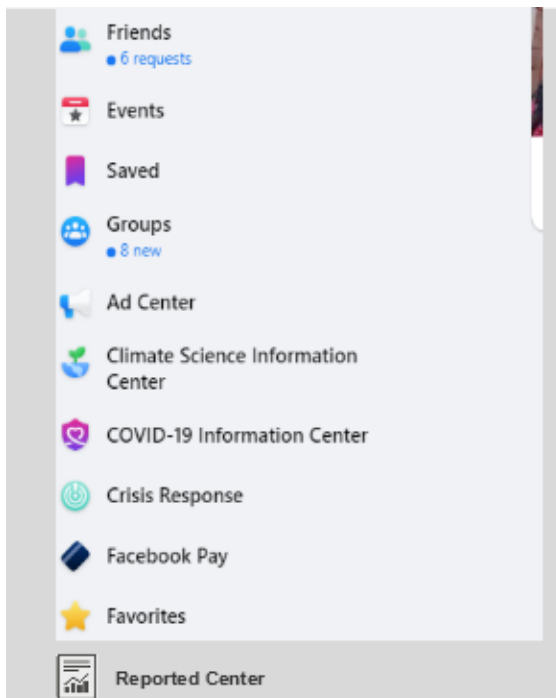 Friends
6 requests
Events
Saved
Groups
8 new
Ad Center
Climate Science Information
Center
COVID-19 Information Center
Crisis Response
Facebook Pay
Favorites
Reported Center